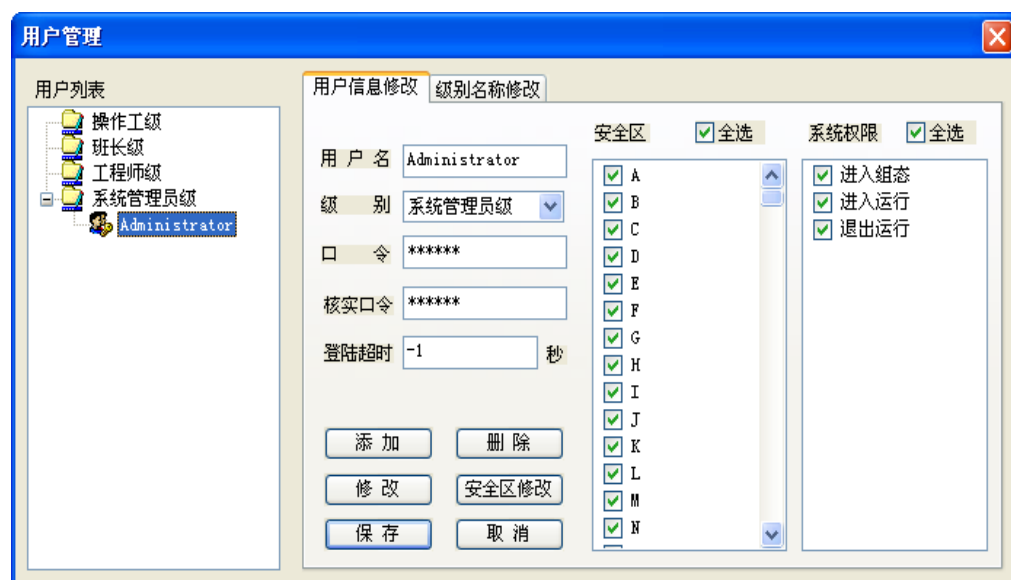 用户管理
用户列表
操作工级
班长级
工程师级
系统管理员级
Administrator
用户信息修改 级别名称修改
用 户 名 Administrator
级 别 系统管理员级
口 令 ******
核实口令 ******
登陆超时 -1 秒
添 加 删 除
修 改 安全区修改
保 存 取 消
安全区 全选
A
B
C
D
E
F
G
H
I
J
K
L
M
N
系统权限 全选
进入组态
进入运行
退出运行